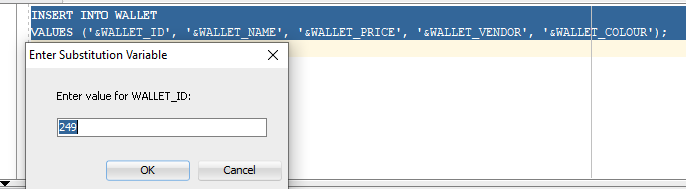 INSERT INTO WALLET
VALUES ('&WALLET_ID', '&WALLET_NAME', '&WALLET_PRICE', '&WALLET_VENDOR', '&WALLET_COLOUR');
Enter Substitution Variable
Enter value for WALLET_ID:
249
OK Cancel